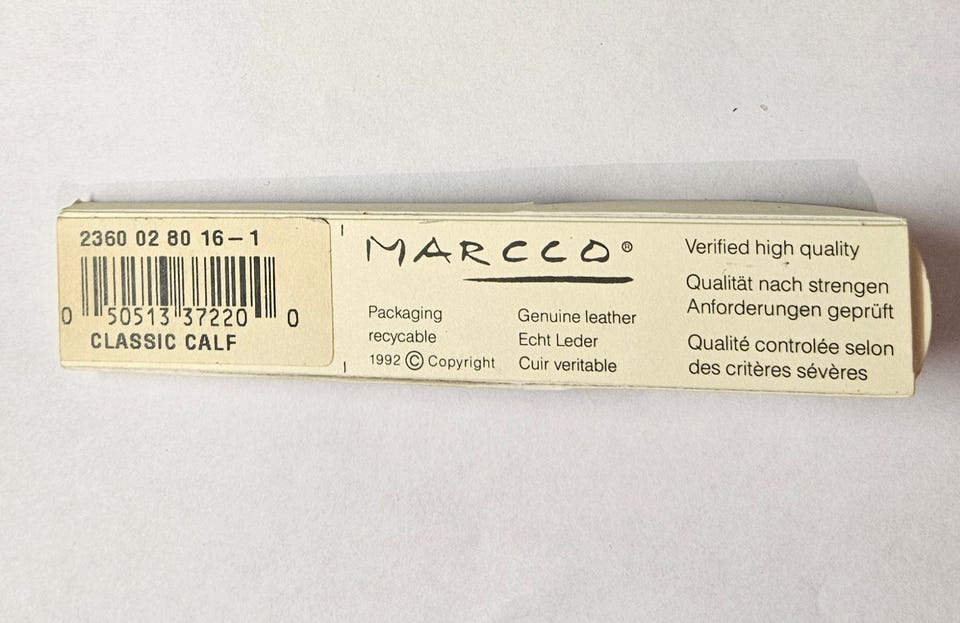 2360 02 80 16-1
0 50513 37220 0
CLASSIC CALF
MARCCO®
Packaging
recycable
1992 © Copyright
Genuine leather
Echt Leder
Cuir veritable
Verified high quality
Qualität nach strengen
Anforderungen geprüft
Qualité controlée selon
des critères sévères